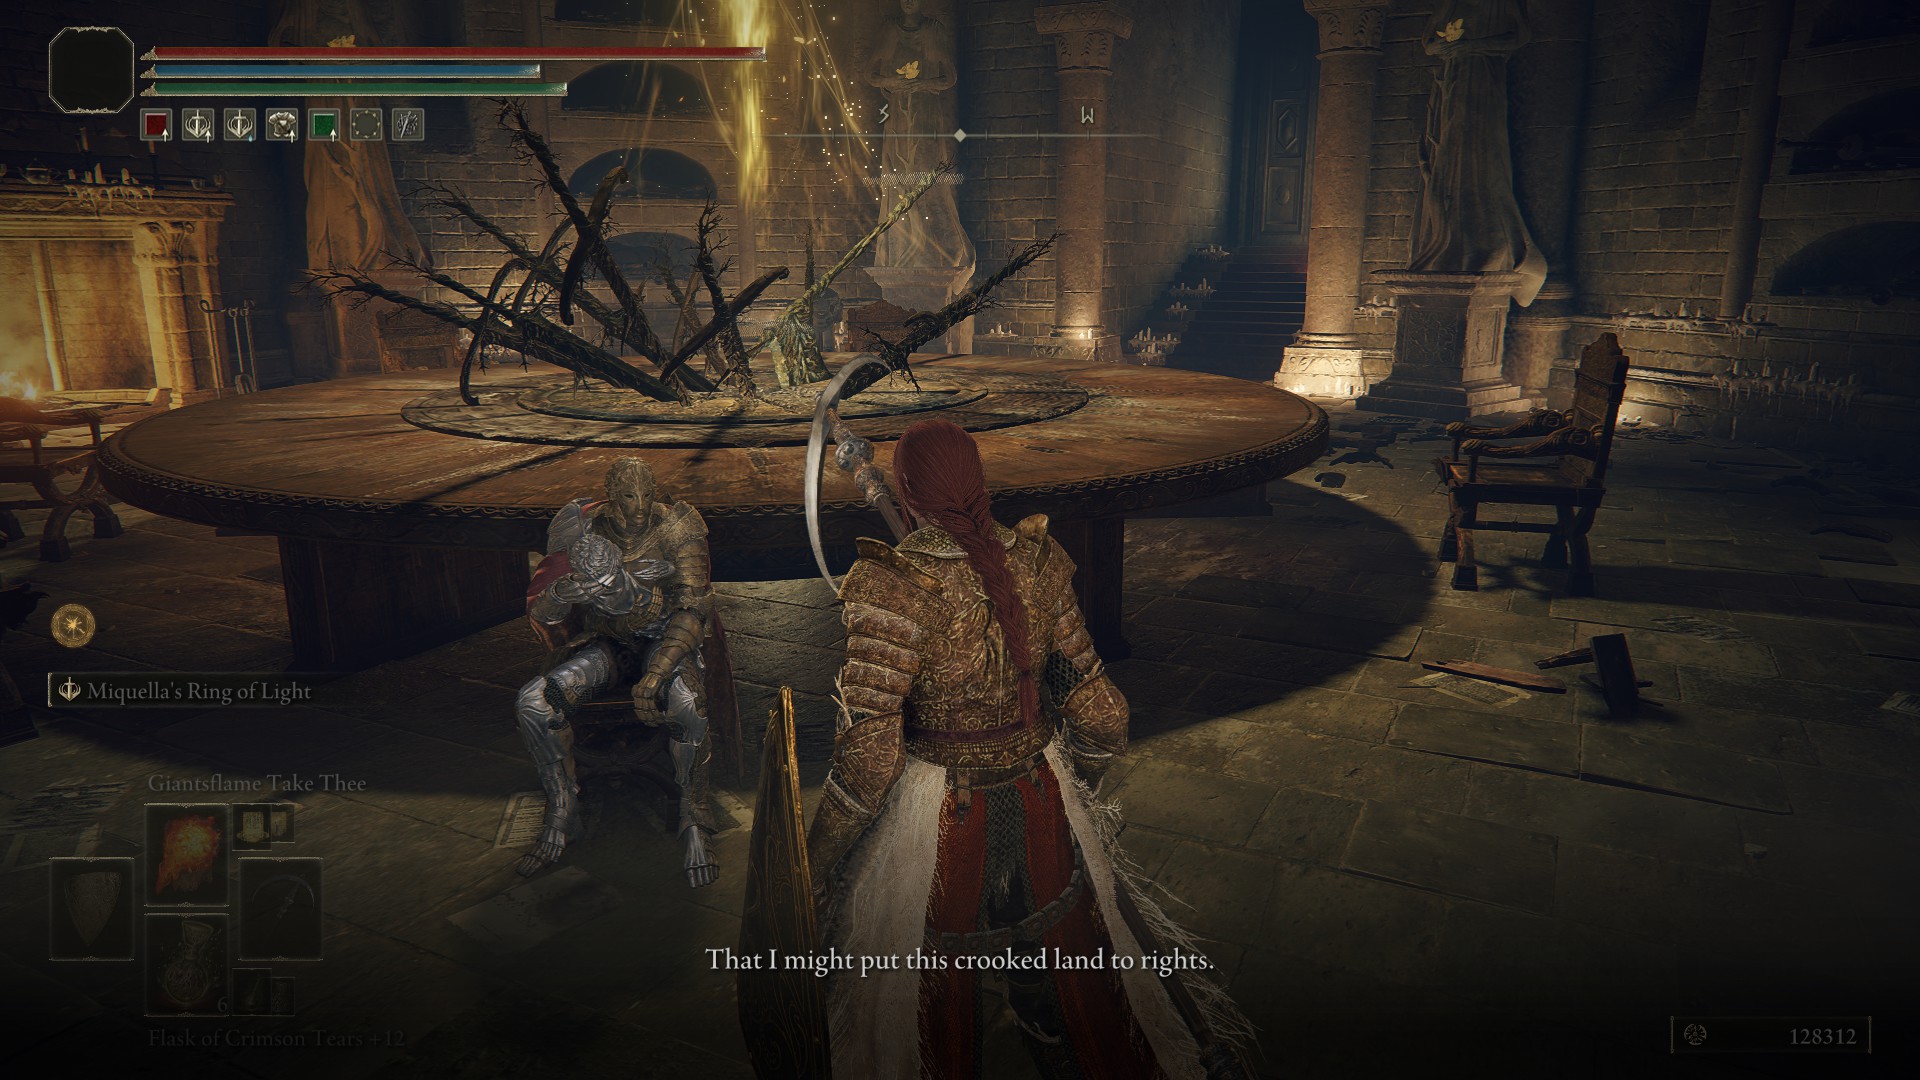 S
W
Miquella's Ring of Light
Giantsflame Take Thee
6
Flask of Crimson Tears +12
That I might put this crooked land to rights.
128312